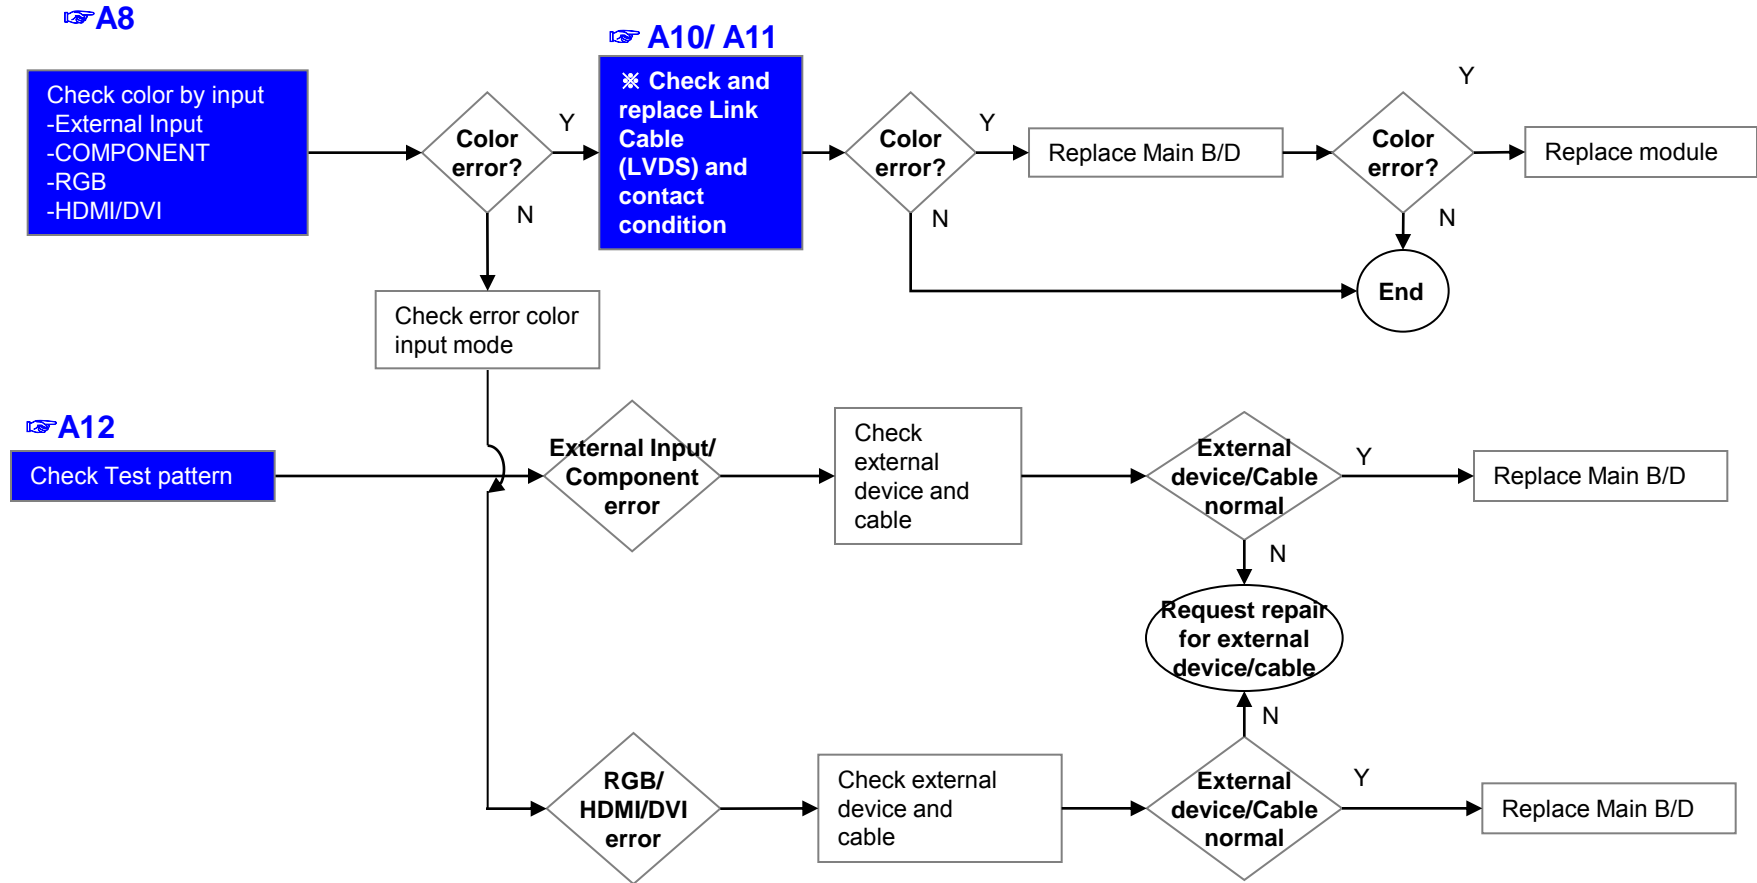 ☞A8
☞ A10/ A11
Check color by input
-External Input
-COMPONENT
-RGB
-HDMI/DVI
Color
error?
Y
N
※ Check and
replace Link
Cable
(LVDS) and
contact
condition
Color
error?
Y
N
Replace Main B/D
Color
error?
Y
N
Replace module
End
Check error color
input mode
☞A12
Check Test pattern
External Input/
Component
error
Check
external
device and
cable
External
device/Cable
normal
Y
N
Replace Main B/D
Request repair
for external
device/cable
RGB/
HDMI/DVI
error
Check external
device and
cable
N
External
device/Cable
normal
Y
Replace Main B/D